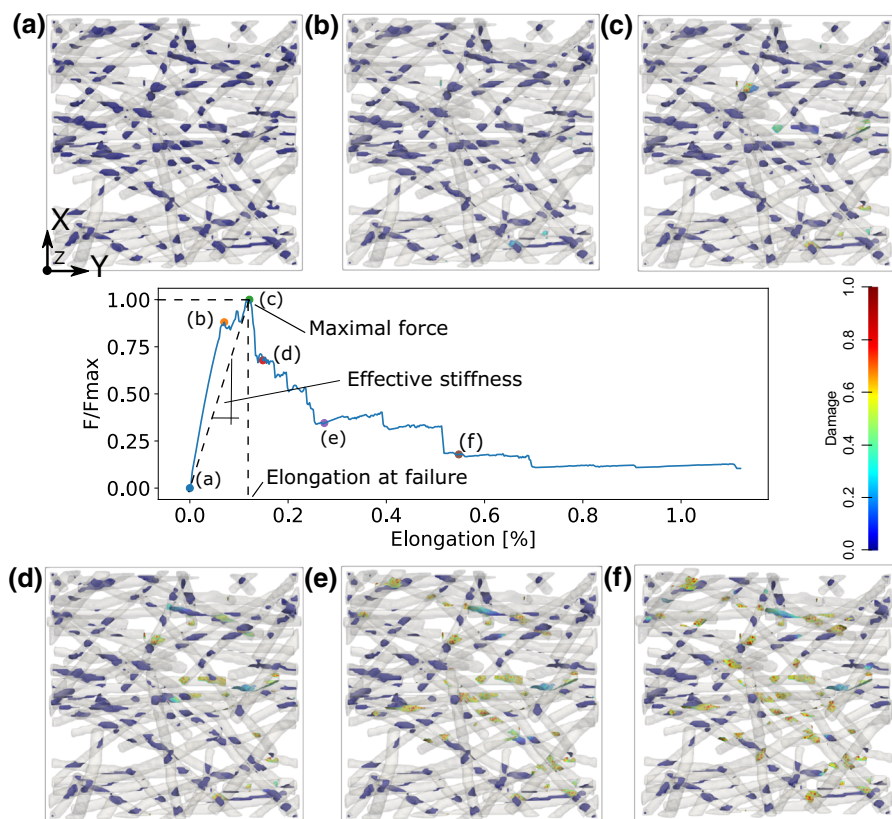 (a)
(b)
(c)
X
Z
Y
F/Fmax
1.00
0.75
0.50
0.25
0.00
(a)
(b)
(c)
(d)
(e)
(f)
Maximal force
Effective stiffness
Elongation at failure
0.0
0.2
0.4
0.6
0.8
1.0
Elongation [%]
Damage
1.0
0.8
0.6
0.4
0.2
0.0
(d)
(e)
(f)